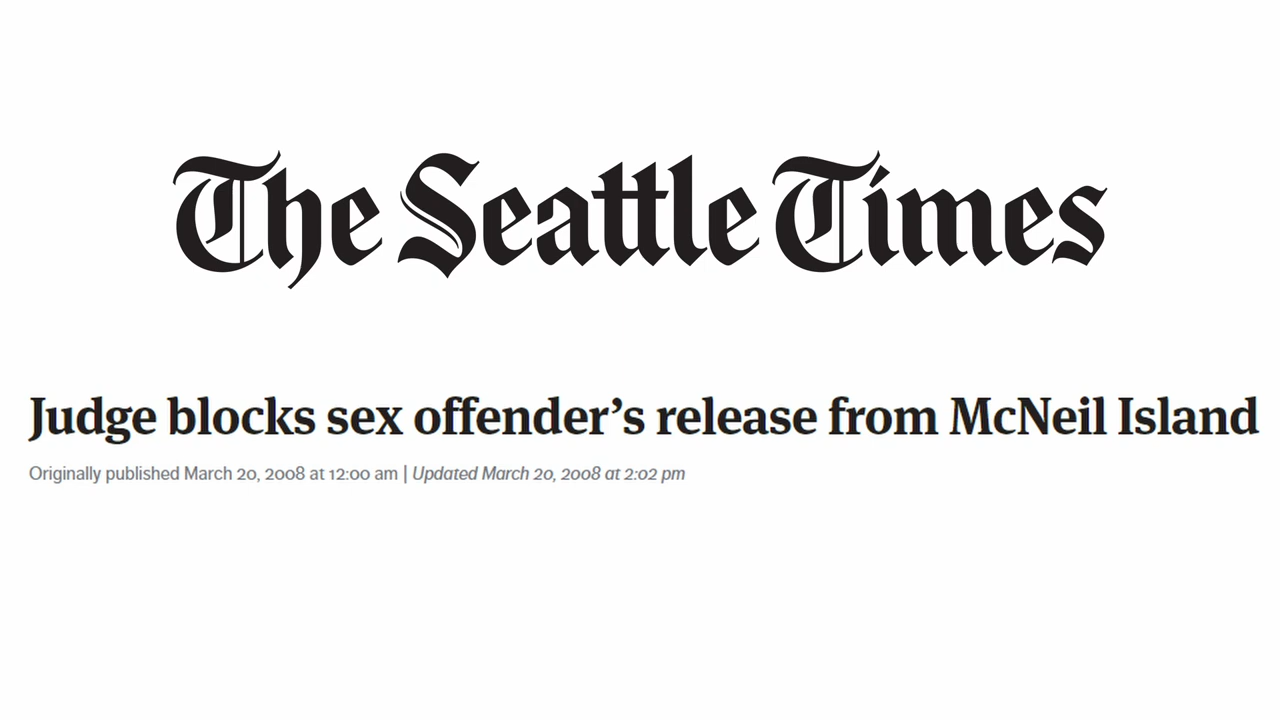 The Seattle Times
Judge blocks sex offender’s release from McNeil Island
Originally published March 20, 2008 at 12:00 am | Updated March 20, 2008 at 2:02 pm